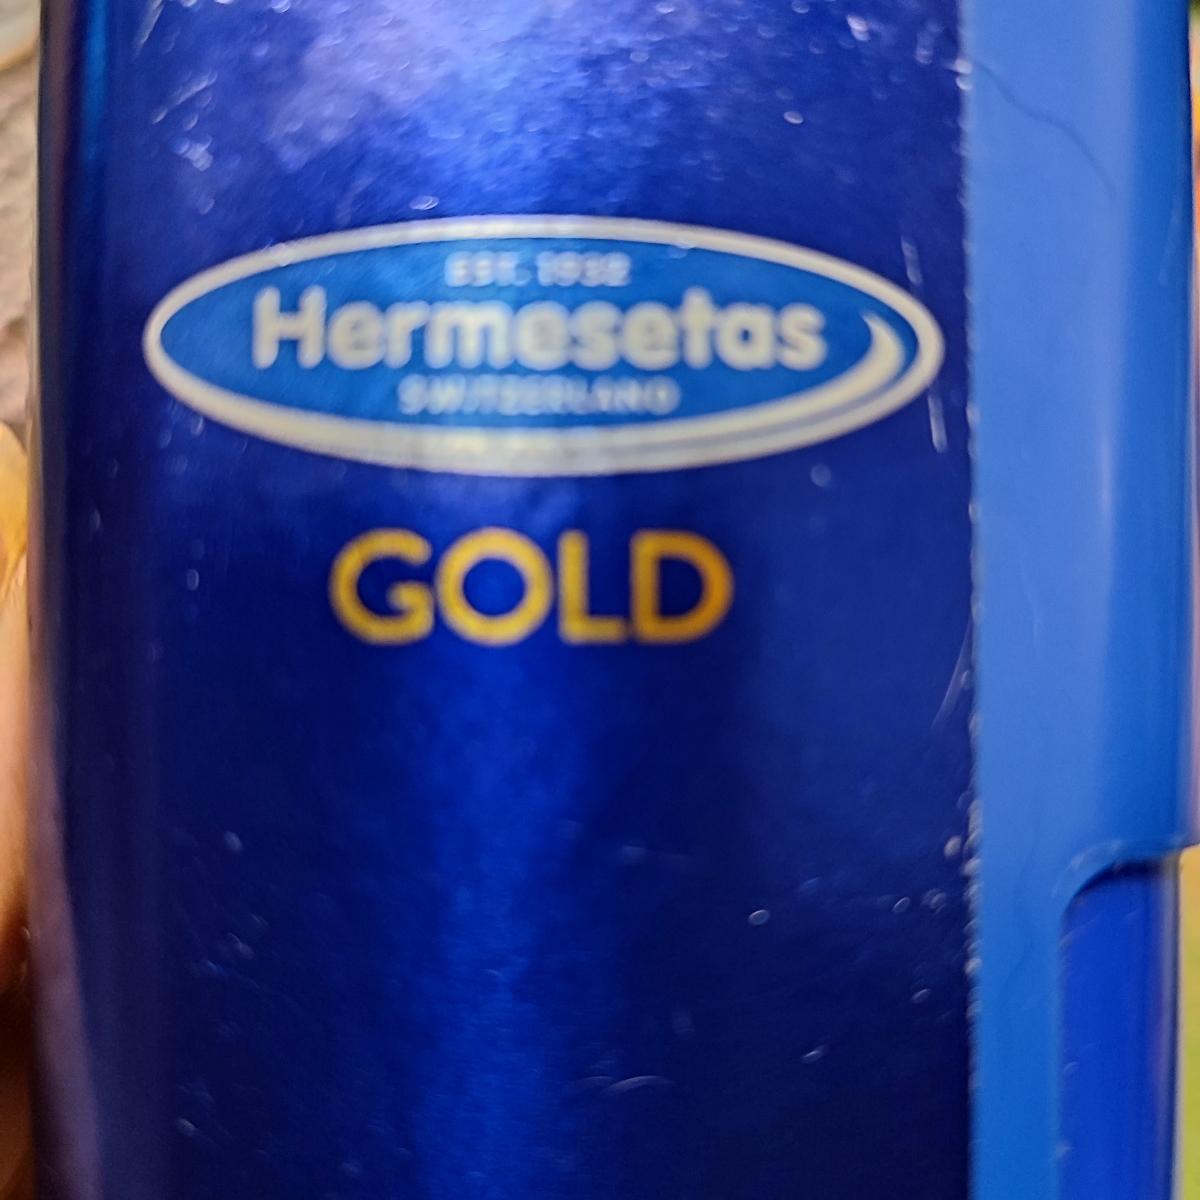 EST. 1932
Hermesetas
SWITZERLAND
GOLD